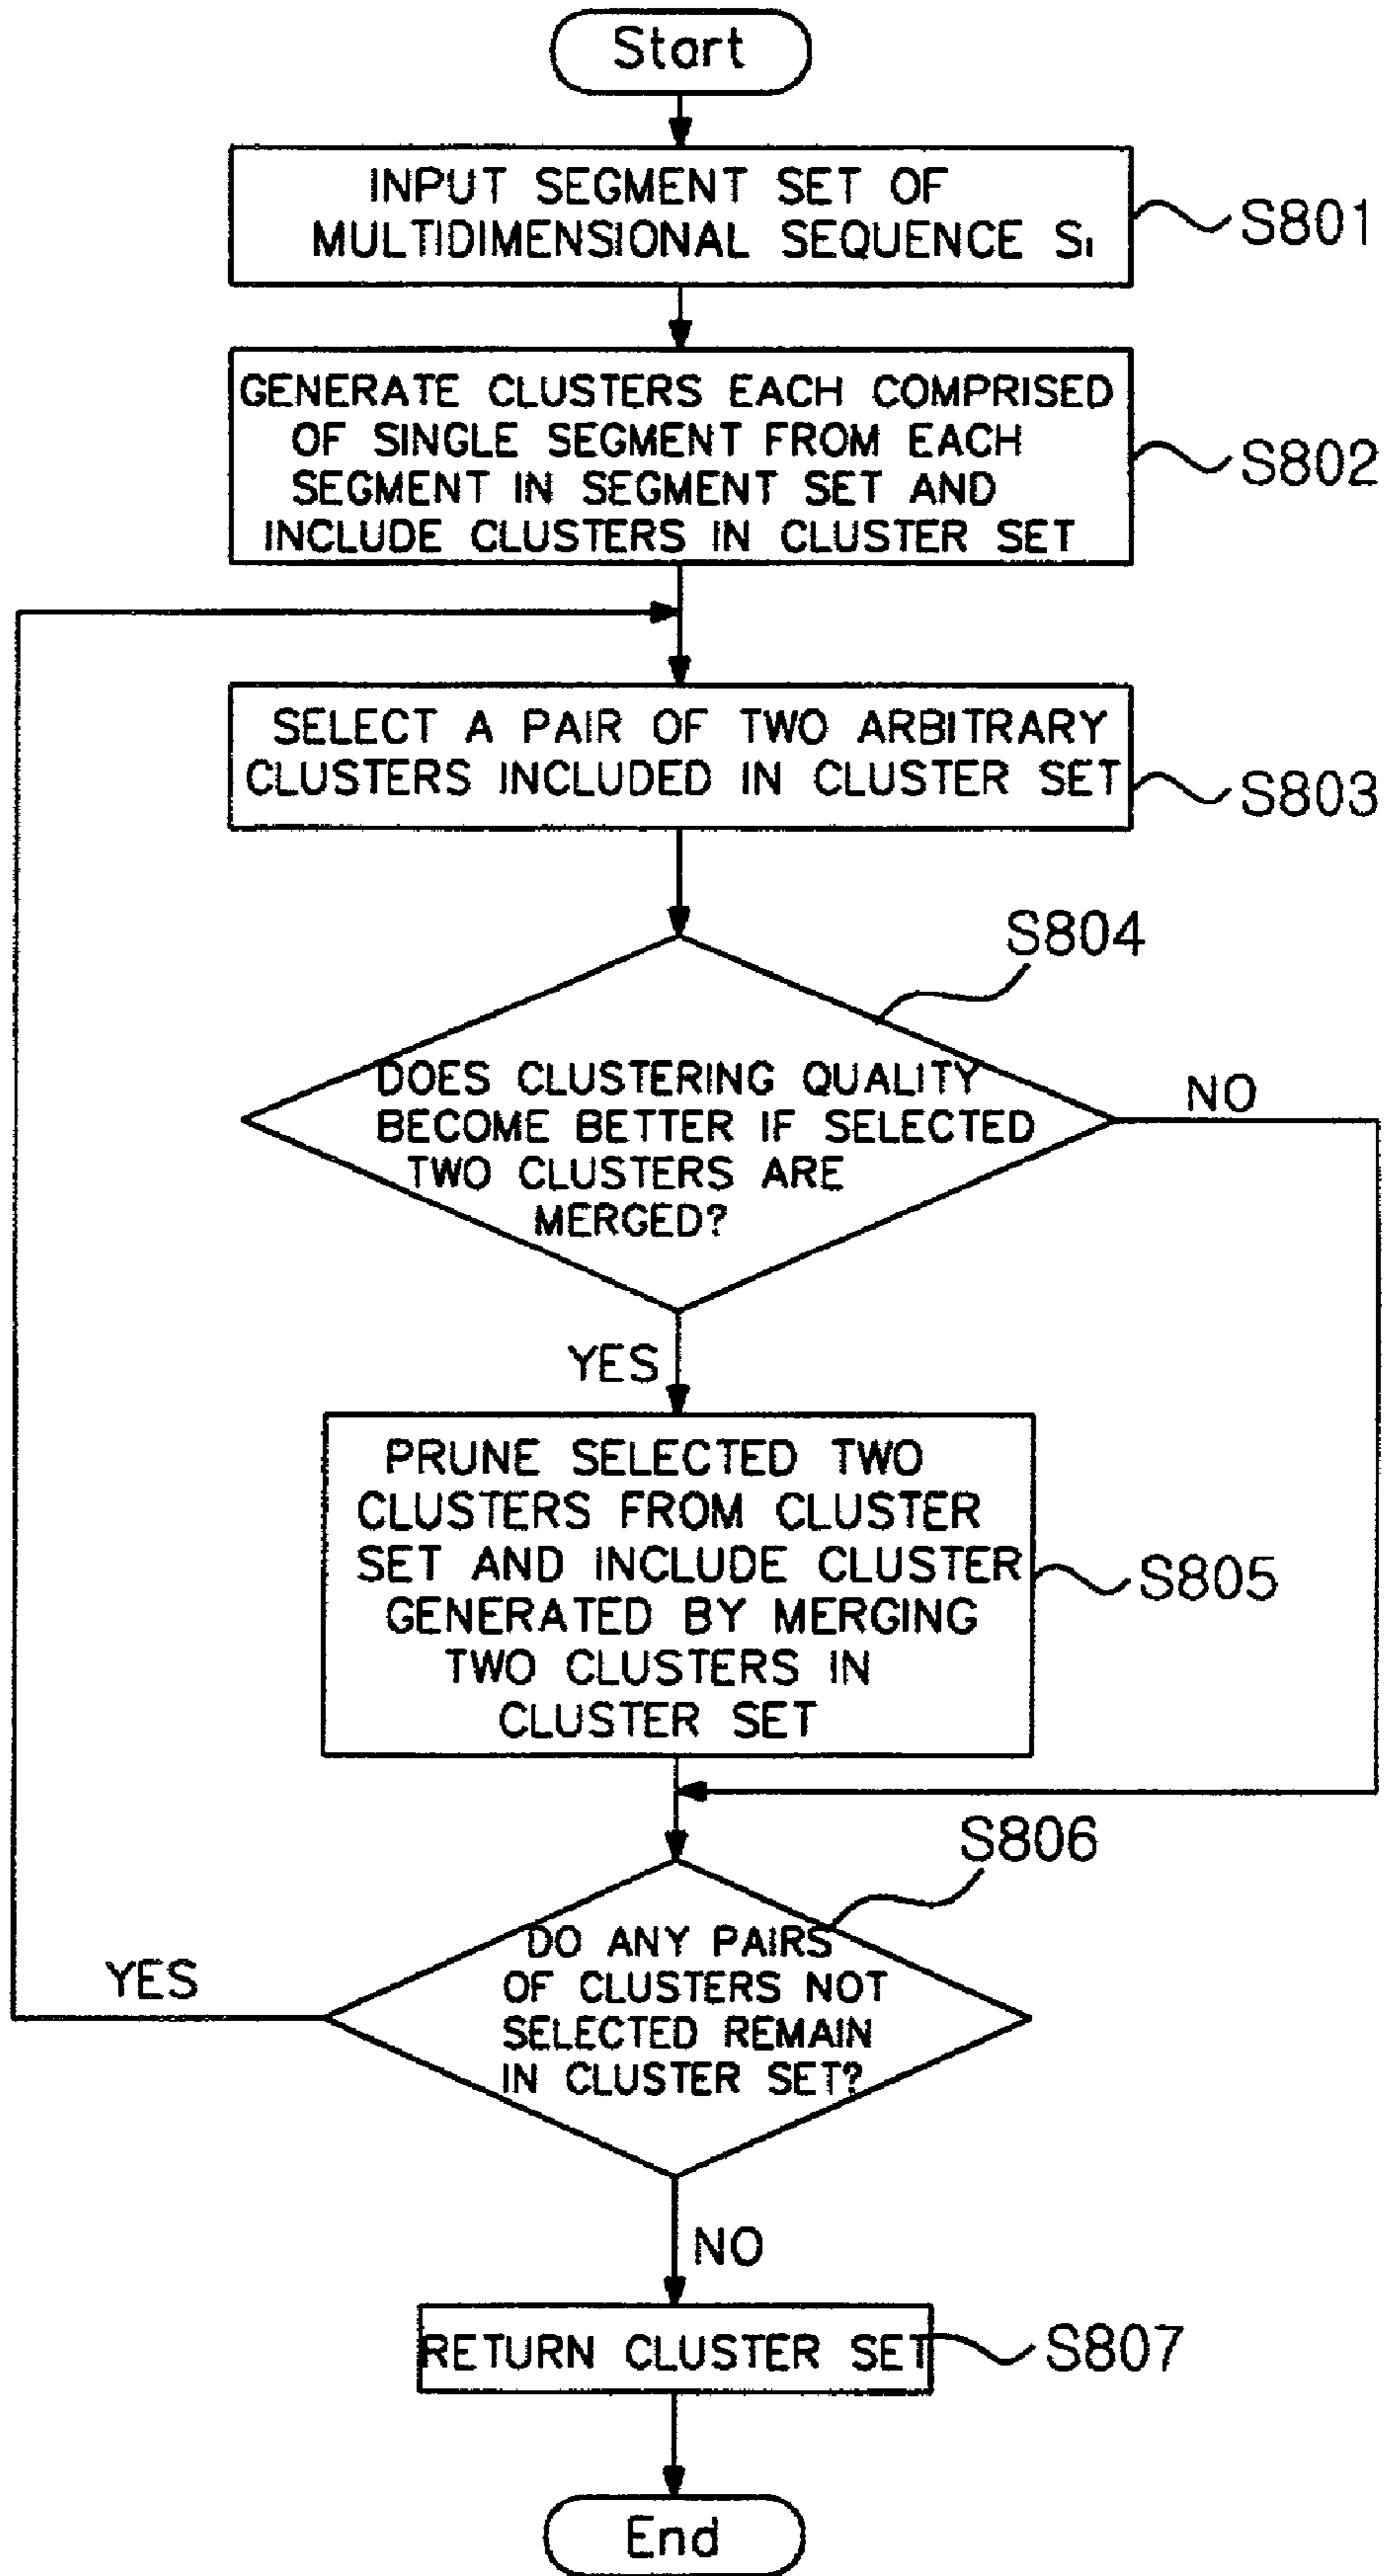 Start
INPUT SEGMENT SET OF
MULTIDIMENSIONAL SEQUENCE Sı
S801
GENERATE CLUSTERS EACH COMPRISED
OF SINGLE SEGMENT FROM EACH
SEGMENT IN SEGMENT SET AND
INCLUDE CLUSTERS IN CLUSTER SET
S802
SELECT A PAIR OF TWO ARBITRARY
CLUSTERS INCLUDED IN CLUSTER SET
S803
S804
DOES CLUSTERING QUALITY
BECOME BETTER IF SELECTED
TWO CLUSTERS ARE
MERGED?
NO
YES
PRUNE SELECTED TWO
CLUSTERS FROM CLUSTER
SET AND INCLUDE CLUSTER
GENERATED BY MERGING
TWO CLUSTERS IN
CLUSTER SET
S805
S806
DO ANY PAIRS
OF CLUSTERS NOT
SELECTED REMAIN
IN CLUSTER SET?
YES
NO
RETURN CLUSTER SET
S807
End